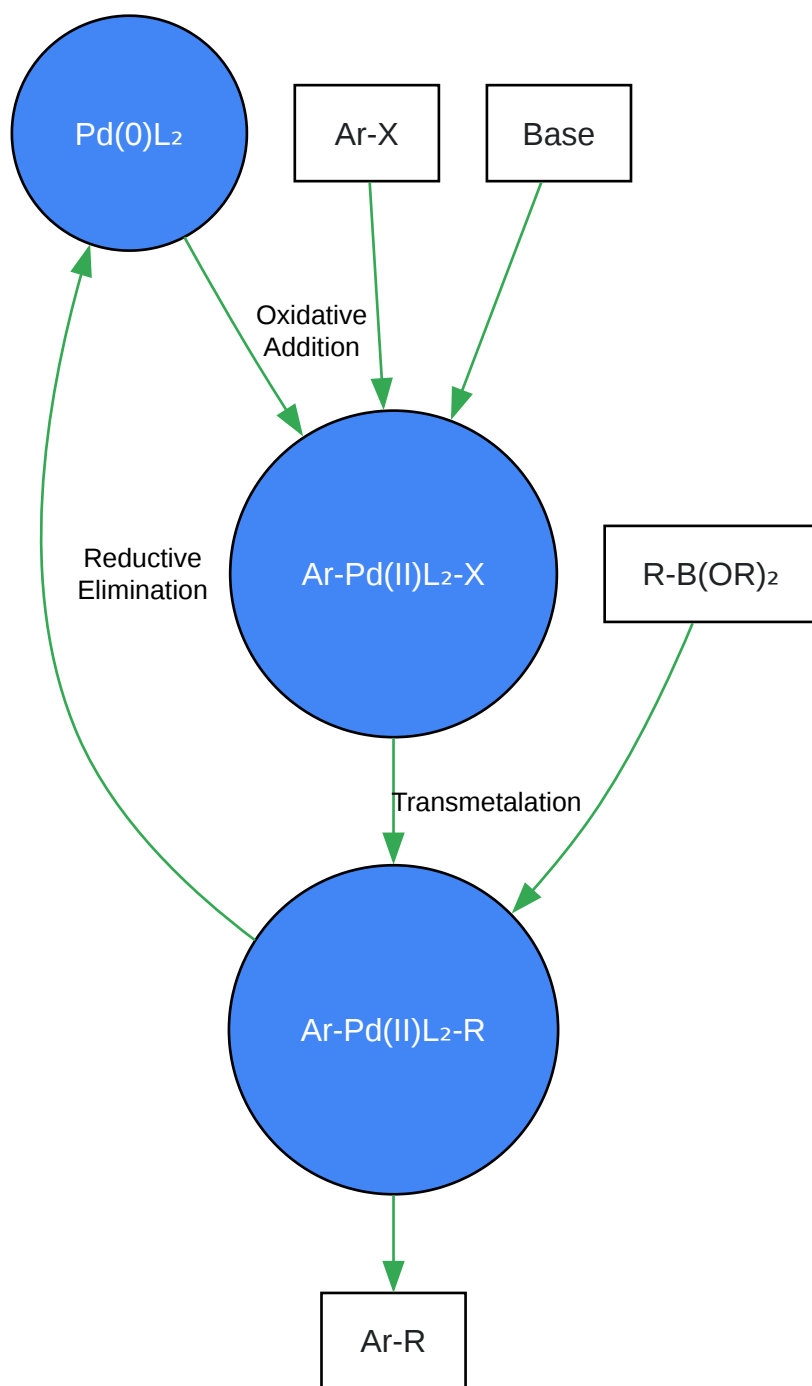 Pd(0)L₂
Ar-X
Base
Oxidative
Addition
Reductive
Elimination
Ar-Pd(II)L₂-X
R-B(OR)₂
Transmetalation
Ar-Pd(II)L₂-R
Ar-R